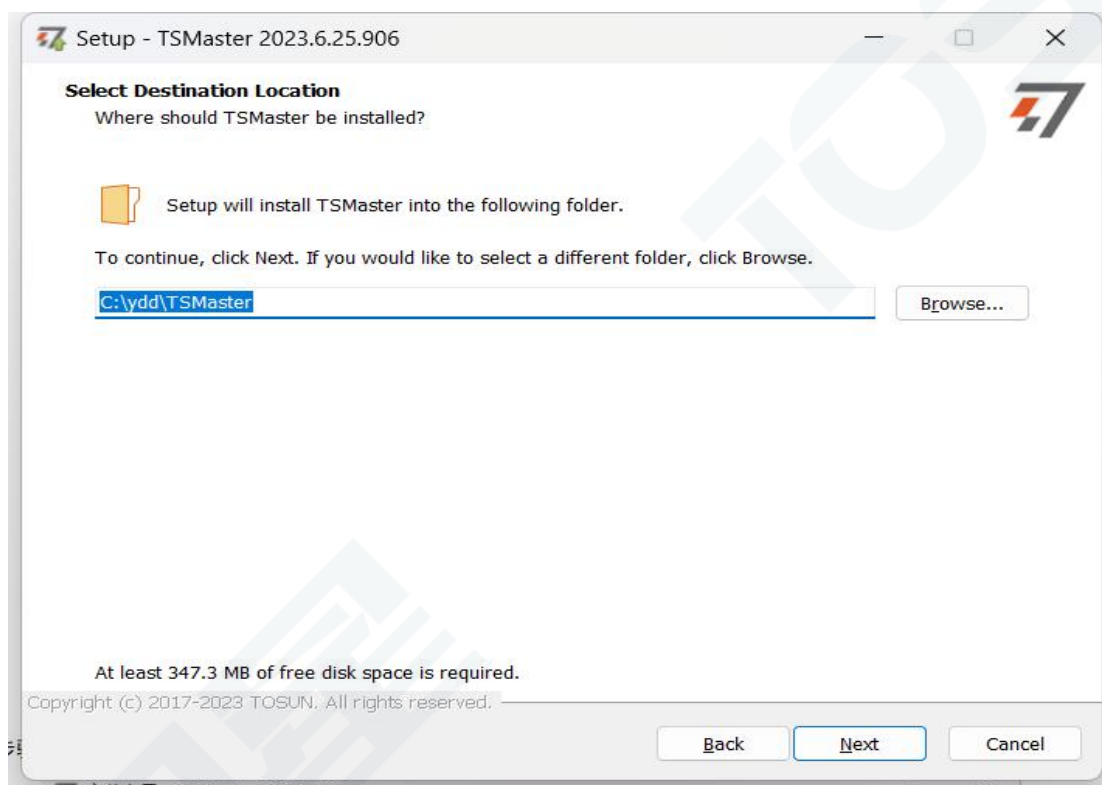 Setup - TSMaster 2023.6.25.906
Select Destination Location
Where should TSMaster be installed?
Setup will install TSMaster into the following folder.
To continue, click Next. If you would like to select a different folder, click Browse.
C:\ydd\TSMaster
Browse...
At least 347.3 MB of free disk space is required.
Copyright (c) 2017-2023 TOSUN. All rights reserved.
Back
Next
Cancel